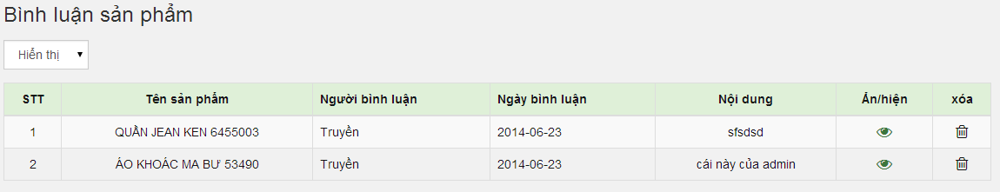 Bình luận sản phẩm
Hiển thị
STT Tên sản phẩm Người bình luận Ngày bình luận Nội dung Ẩn/hiện xóa
1 QUẦN JEAN KEN 6455003 Truyền 2014-06-23 sfsdsd
2 ÁO KHOÁC MA BƯ 53490 Truyền 2014-06-23 cái này của admin